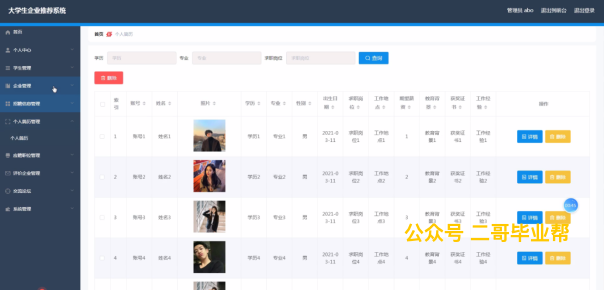 大学生企业推荐系统
管理员 abo 退出到前台 退出登录
首页
个人中心
学生管理
企业管理
招聘信息管理
个人简历管理
个人简历
应聘职位管理
评价企业管理
交流论坛
系统管理
首页 个人简历
学历 学历 专业 专业 求职岗位 求职岗位 查询
删除
索引 账号 姓名 照片 学历 专业 性别 出生日期 求职岗位 工作地点 期望薪资 教育背景 获奖证书 工作经验 操作
1 账号1 姓名1 学历1 专业1 男 2021-03-11 求职岗位1 工作地点1 1 教育背景1 获奖证书1 工作经验1 详情 删除
2 账号2 姓名2 学历2 专业2 男 2021-03-11 求职岗位2 工作地点2 2 教育背景2 获奖证书2 工作经验2 详情 删除
3 账号3 姓名3 学历3 专业3 男 2021-03-11 求职岗位3 工作地点3 3 教育背景3 获奖证书3 工作经验3 详情 删除
公众号 二哥毕业帮
4 账号4 姓名4 学历4 专业4 男 2021-03-11 求职岗位4 工作地点4 4 教育背景4 获奖证书4 工作经验4 详情 删除